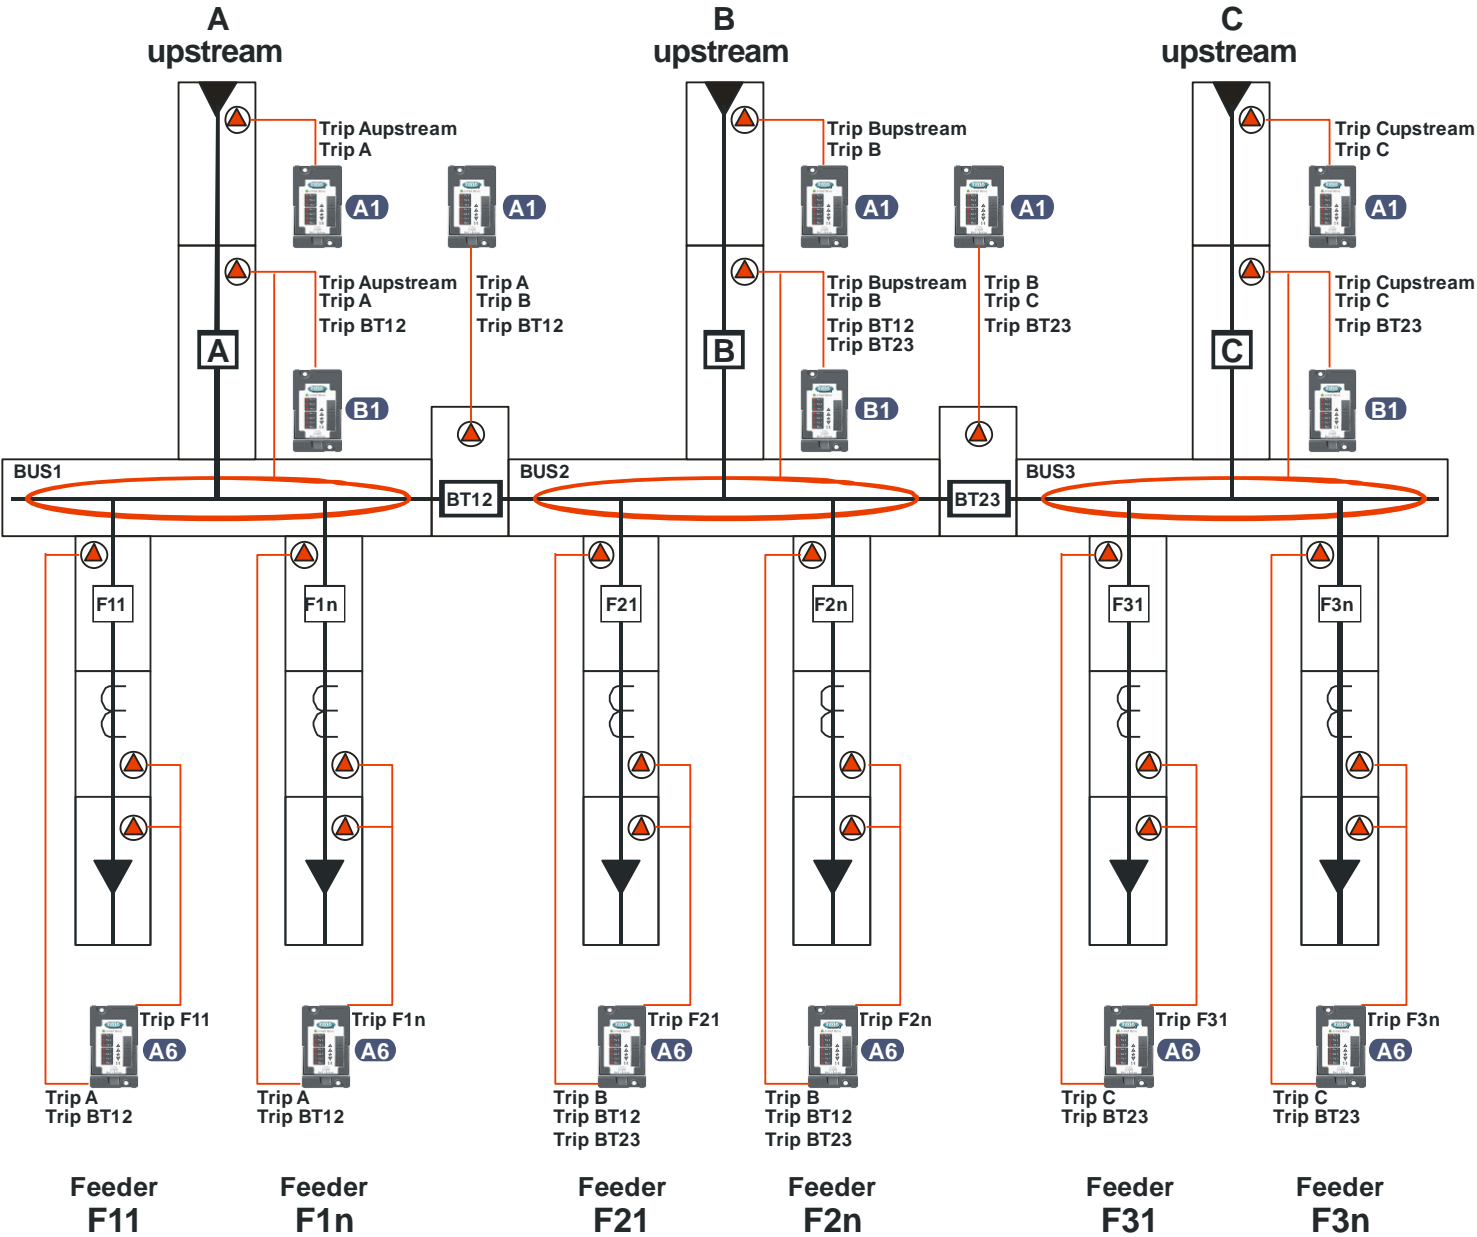 A
upstream
B
upstream
C
upstream
Trip Aupstream
Trip A
A1
A1
Trip Bupstream
Trip B
A1
A1
Trip Cupstream
Trip C
A1
Trip Aupstream
Trip A
Trip BT12
Trip A
Trip B
Trip BT12
Trip Bupstream
Trip B
Trip BT12
Trip BT23
Trip B
Trip C
Trip BT23
Trip Cupstream
Trip C
Trip BT23
A
B
C
B1
B1
B1
BUS1
BT12
BUS2
BT23
BUS3
F11
F1n
F21
F2n
F31
F3n
Trip F11
A6
Trip F1n
A6
Trip F21
A6
Trip F2n
A6
Trip F31
A6
Trip F3n
A6
Trip A
Trip BT12
Trip A
Trip BT12
Trip B
Trip BT12
Trip BT23
Trip B
Trip BT12
Trip BT23
Trip C
Trip BT23
Trip C
Trip BT23
Feeder
F11
Feeder
F1n
Feeder
F21
Feeder
F2n
Feeder
F31
Feeder
F3n